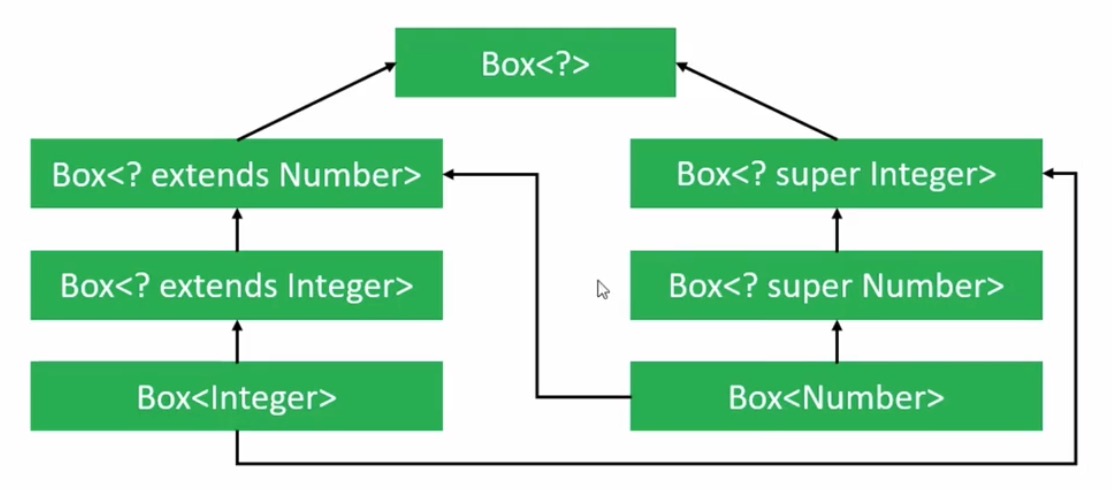 Box<?>
Box<? extends Number>
Box<? super Integer>
Box<? extends Integer>
Box<? super Number>
Box<Integer>
Box<Number>